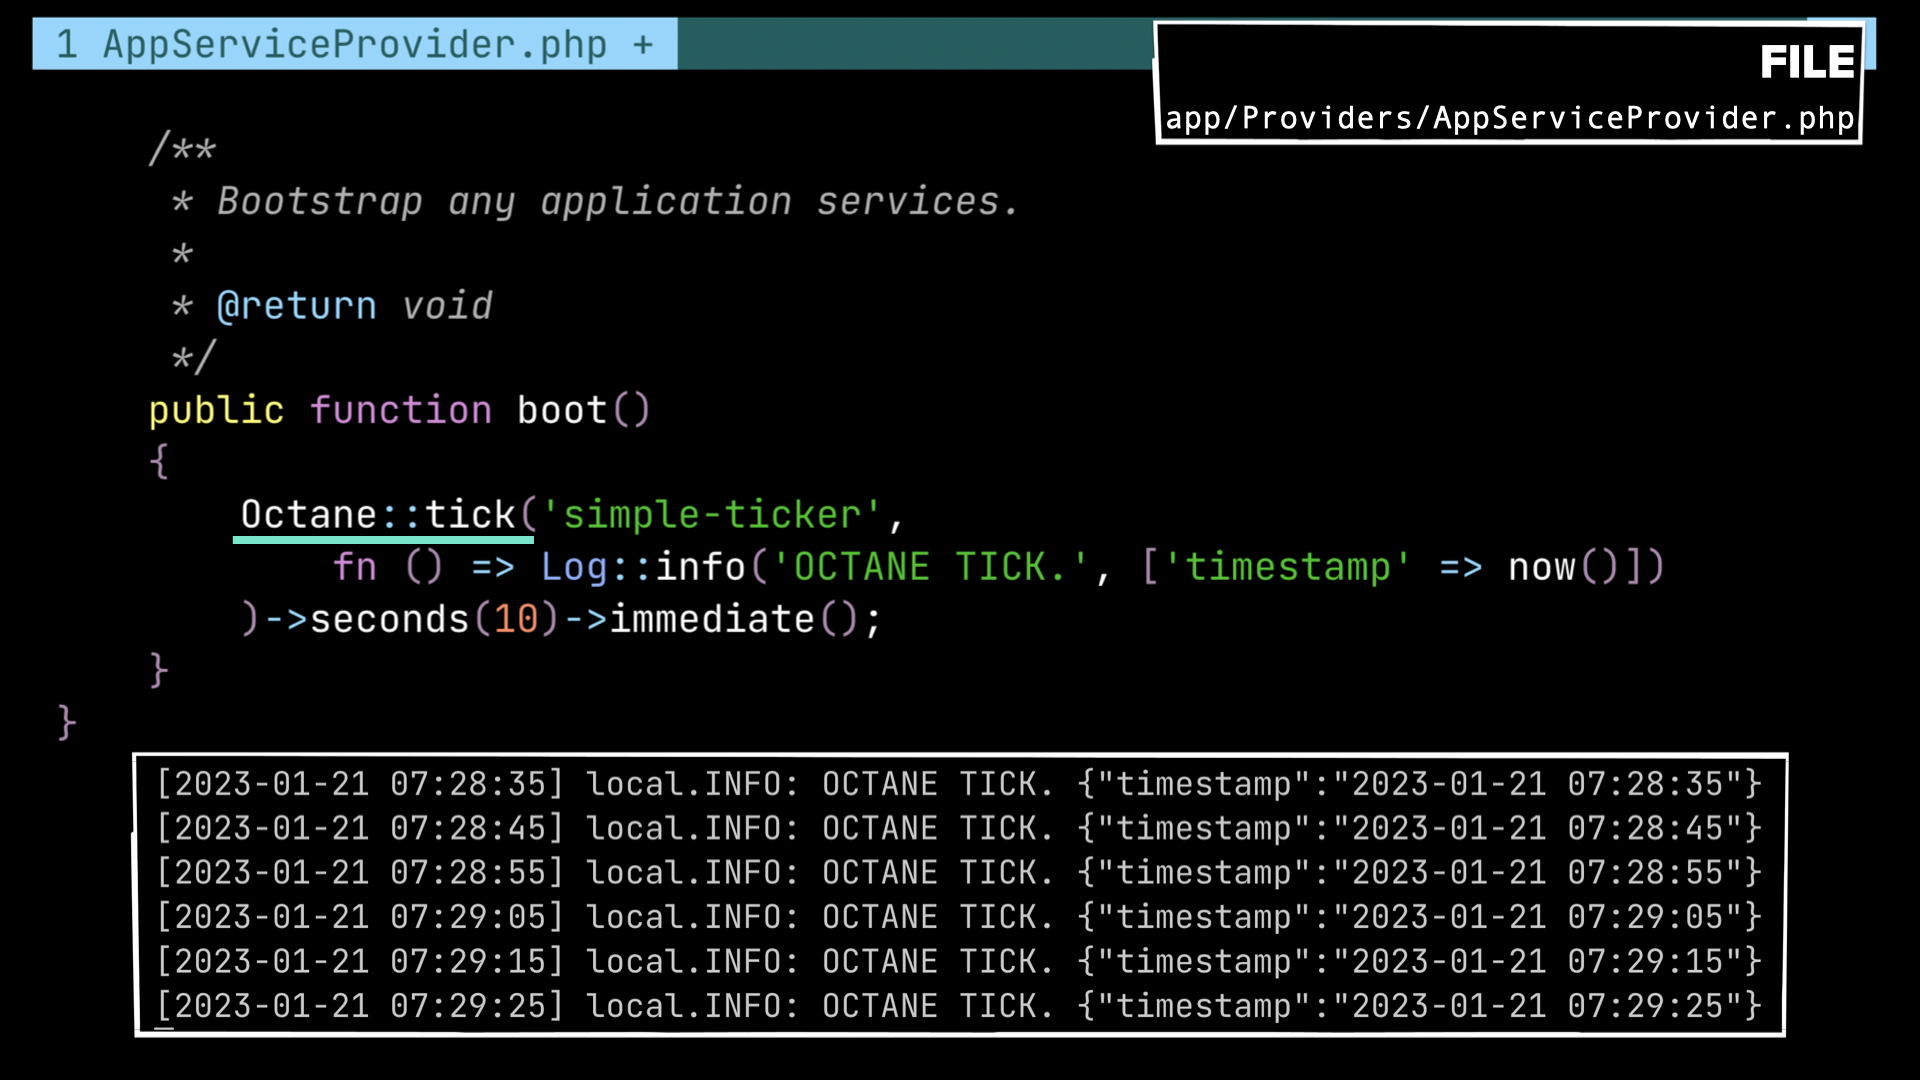 1 AppServiceProvider.php +
FILE
app/Providers/AppServiceProvider.php
/**
* Bootstrap any application services.
*
* @return void
*/
public function boot()
{
Octane::tick('simple-ticker',
fn () => Log::info('OCTANE TICK.', ['timestamp' => now()])
)->seconds(10)->immediate();
}
}
[2023-01-21 07:28:35] local.INFO: OCTANE TICK. {"timestamp":"2023-01-21 07:28:35"}
[2023-01-21 07:28:45] local.INFO: OCTANE TICK. {"timestamp":"2023-01-21 07:28:45"}
[2023-01-21 07:28:55] local.INFO: OCTANE TICK. {"timestamp":"2023-01-21 07:28:55"}
[2023-01-21 07:29:05] local.INFO: OCTANE TICK. {"timestamp":"2023-01-21 07:29:05"}
[2023-01-21 07:29:15] local.INFO: OCTANE TICK. {"timestamp":"2023-01-21 07:29:15"}
[2023-01-21 07:29:25] local.INFO: OCTANE TICK. {"timestamp":"2023-01-21 07:29:25"}